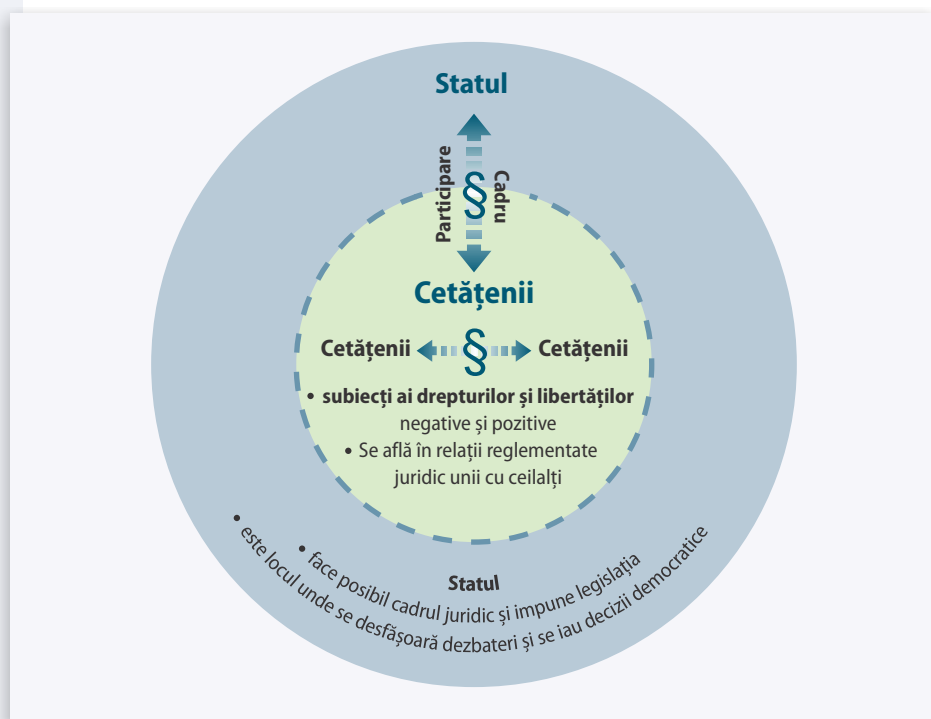 Statul
Participare
§
Cadru
Cetățenii
Cetățenii § Cetățenii
• subiecți ai drepturilor și libertăților
negative și pozitive
• Se află în relații reglementate
juridic unii cu ceilalți
Statul
• face posibil cadrul juridic și impune legislația
• este locul unde se desfășoară dezbateri și se iau decizii democratice